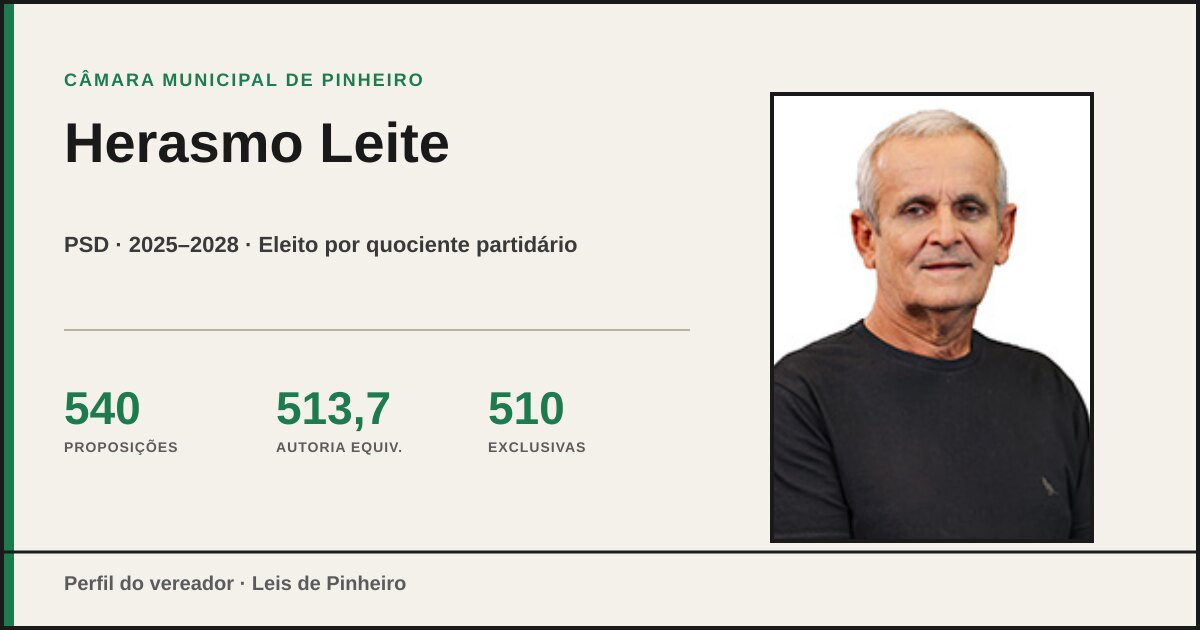 CÂMARA MUNICIPAL DE PINHEIRO
Herasmo Leite
PSD · 2025–2028 · Eleito por quociente partidário
540
PROPOSIÇÕES
513,7
AUTORIA EQUIV.
510
EXCLUSIVAS
Perfil do vereador · Leis de Pinheiro